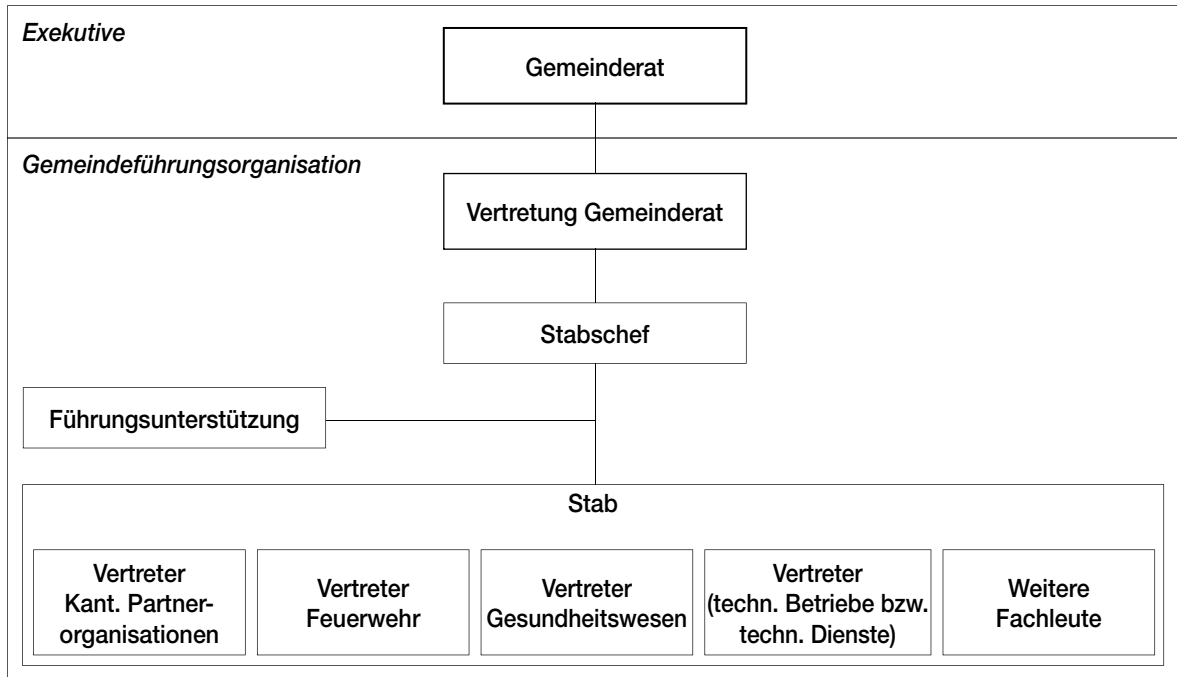 Exekutive
Gemeinderat
Gemeindeführungsorganisation
Vertretung Gemeinderat
Stabschef
Führungsunterstützung
Stab
Vertreter
Kant. Partner-
organisationen
Vertreter
Feuerwehr
Vertreter
Gesundheitswesen
Vertreter
(techn. Betriebe bzw.
techn. Dienste)
Weitere
Fachleute